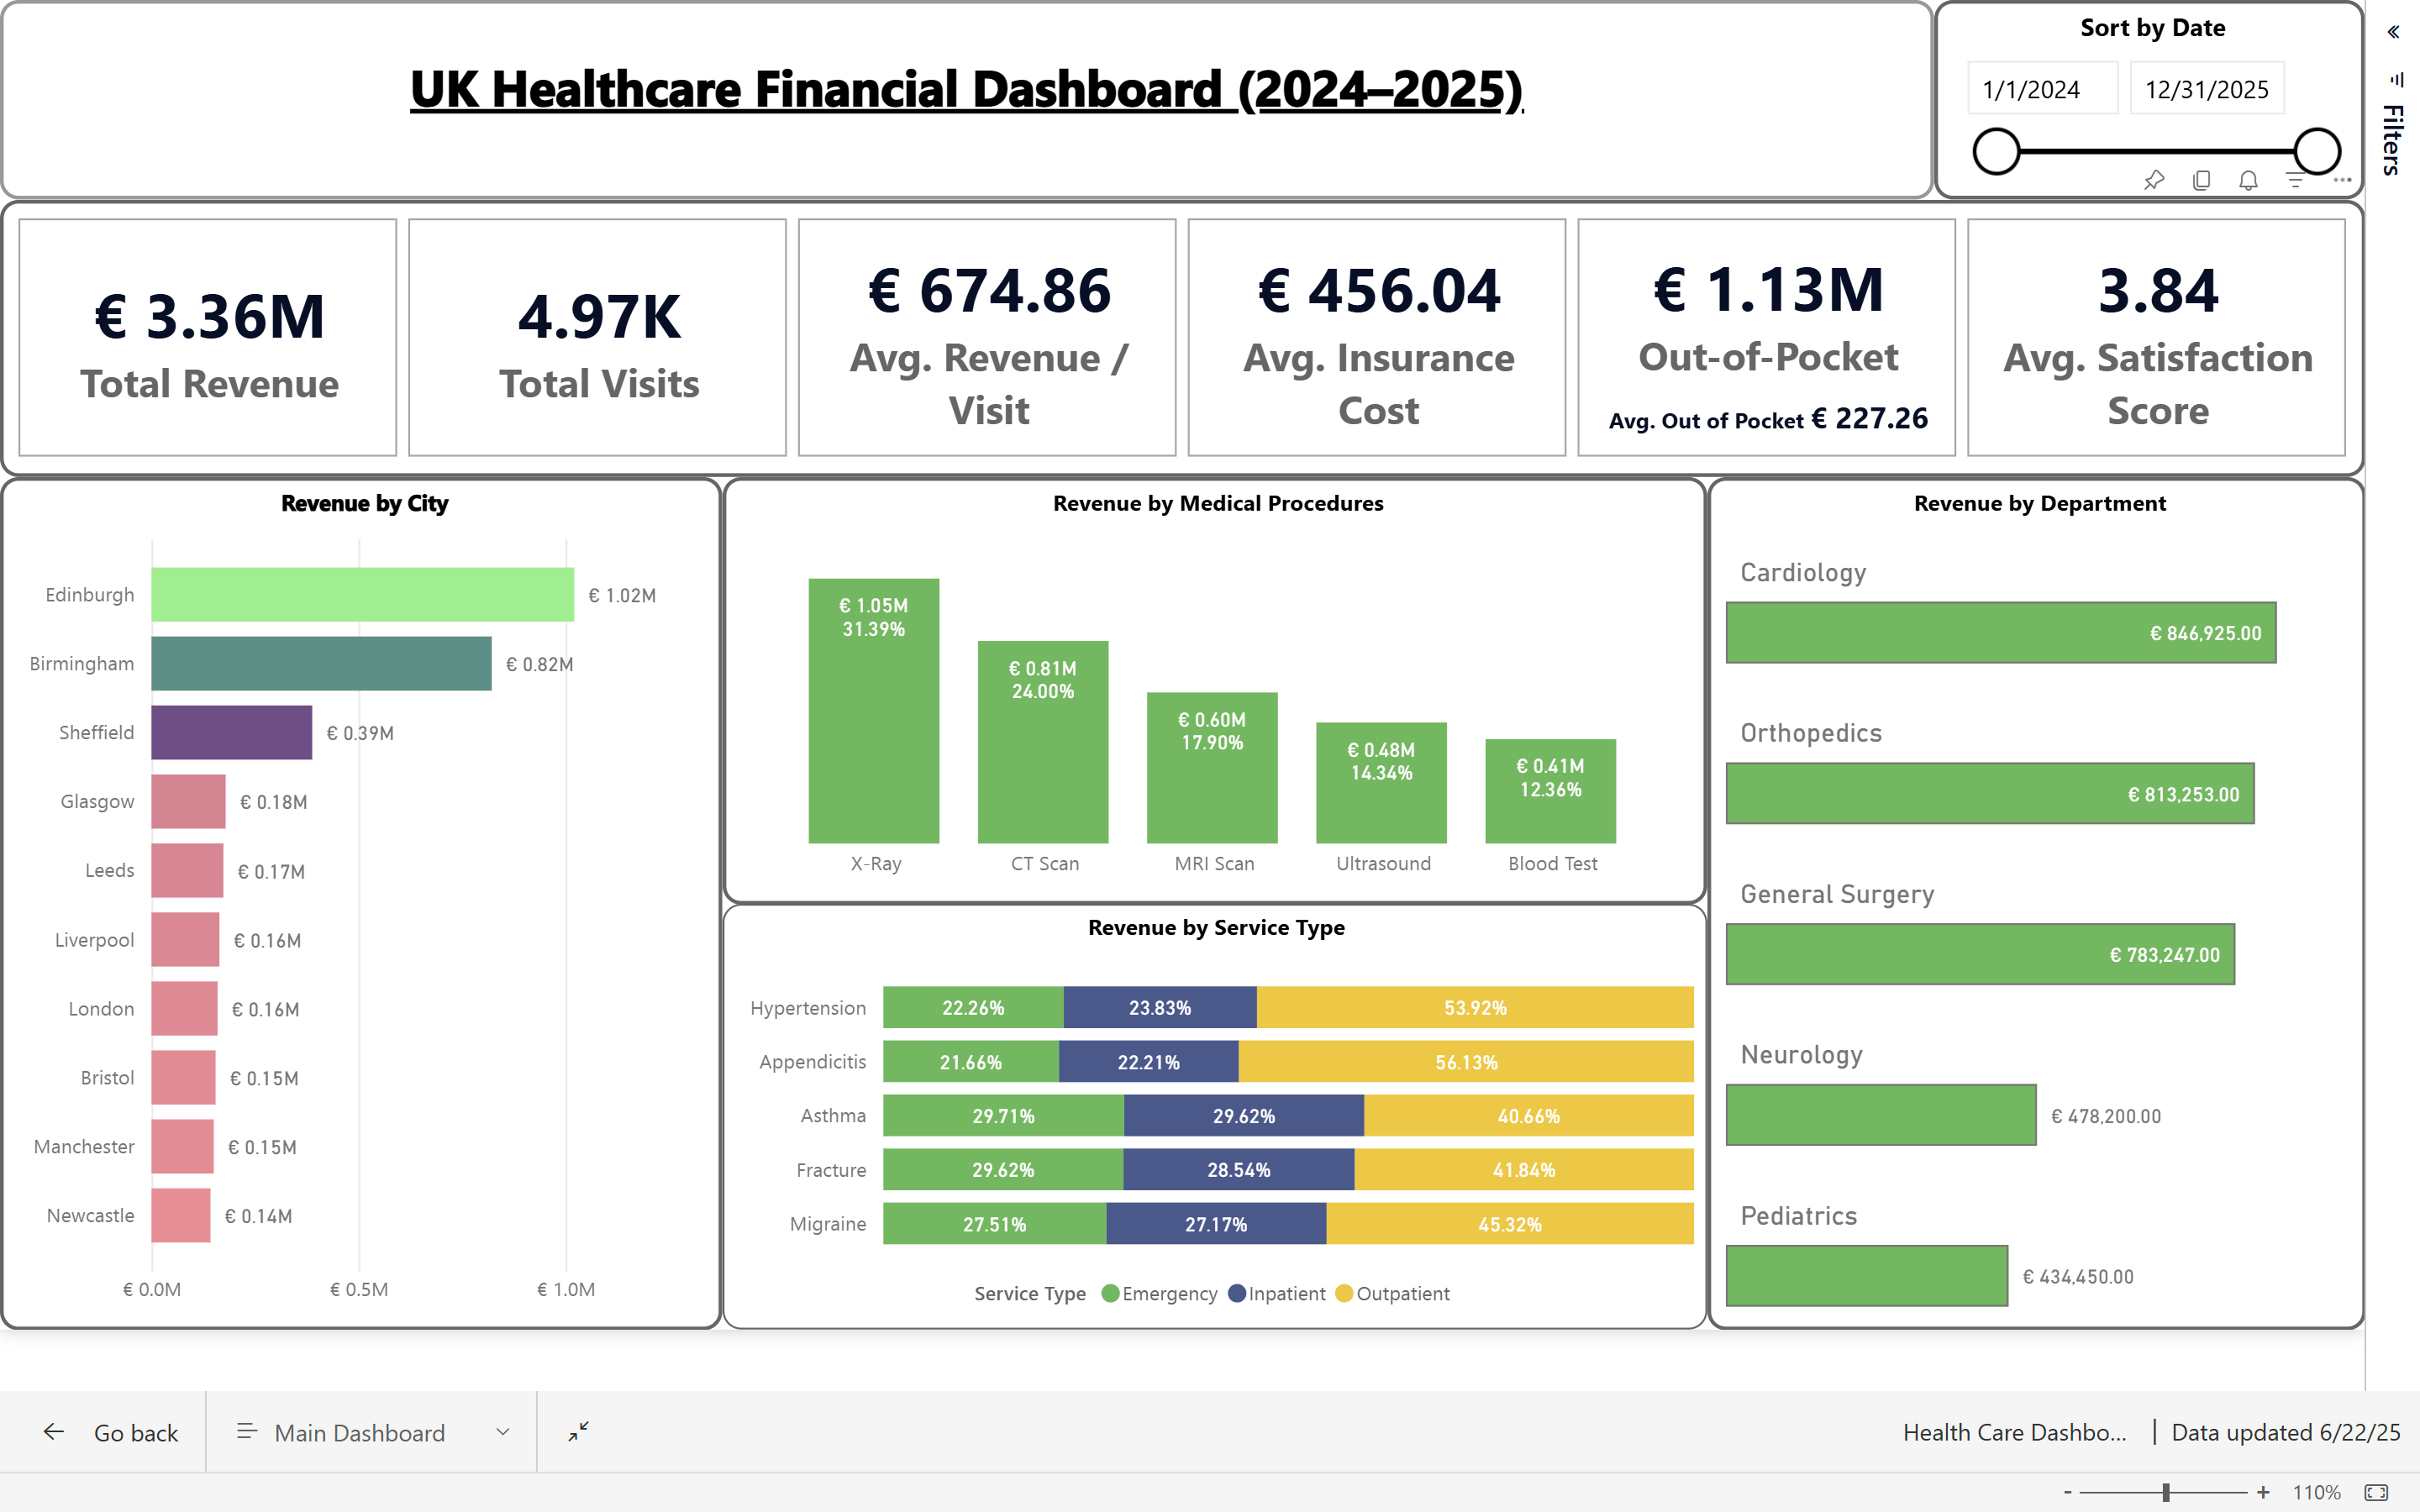 UK Healthcare Financial Dashboard (2024–2025)
Sort by Date
1/1/2024
12/31/2025
Filters
€ 3.36M
Total Revenue
4.97K
Total Visits
€ 674.86
Avg. Revenue /
Visit
€ 456.04
Avg. Insurance
Cost
€ 1.13M
Out-of-Pocket
Avg. Out of Pocket € 227.26
3.84
Avg. Satisfaction
Score
Revenue by City
Edinburgh € 1.02M
Birmingham € 0.82M
Sheffield € 0.39M
Glasgow € 0.18M
Leeds € 0.17M
Liverpool € 0.16M
London € 0.16M
Bristol € 0.15M
Manchester € 0.15M
Newcastle € 0.14M
€ 0.0M € 0.5M € 1.0M
Revenue by Medical Procedures
€ 1.05M
31.39%
€ 0.81M
24.00%
€ 0.60M
17.90%
€ 0.48M
14.34%
€ 0.41M
12.36%
X-Ray CT Scan MRI Scan Ultrasound Blood Test
Revenue by Service Type
Hypertension 22.26% 23.83% 53.92%
Appendicitis 21.66% 22.21% 56.13%
Asthma 29.71% 29.62% 40.66%
Fracture 29.62% 28.54% 41.84%
Migraine 27.51% 27.17% 45.32%
Service Type Emergency Inpatient Outpatient
Revenue by Department
Cardiology
€ 846,925.00
Orthopedics
€ 813,253.00
General Surgery
€ 783,247.00
Neurology
€ 478,200.00
Pediatrics
€ 434,450.00
Go back
Main Dashboard
Health Care Dashbo... | Data updated 6/22/25
- + 110%